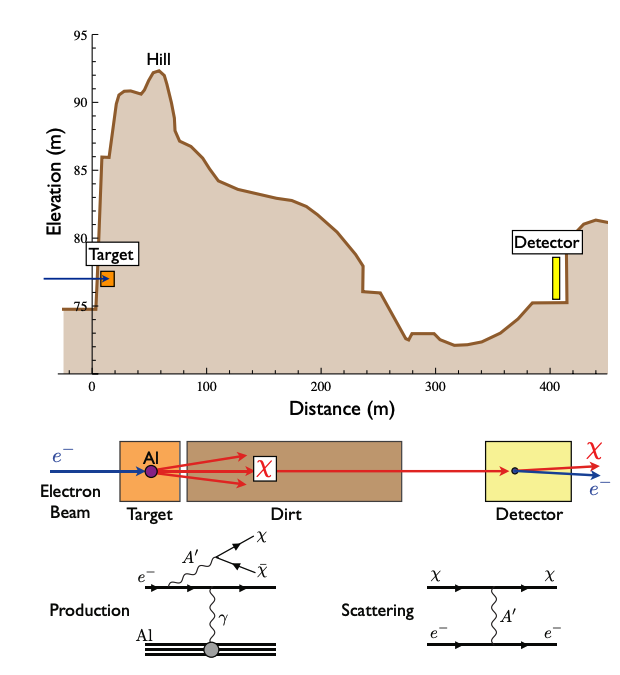 95
Hill
90
85
Elevation (m)
80
Target
Detector
75
0
100
200
300
400
Distance (m)
e⁻
Al
χ
χ
e⁻
Electron
Beam
Target
Dirt
Detector
A′
χ
χ̄
e⁻
Production
γ
Al
χ
χ
Scattering
A′
e⁻
e⁻